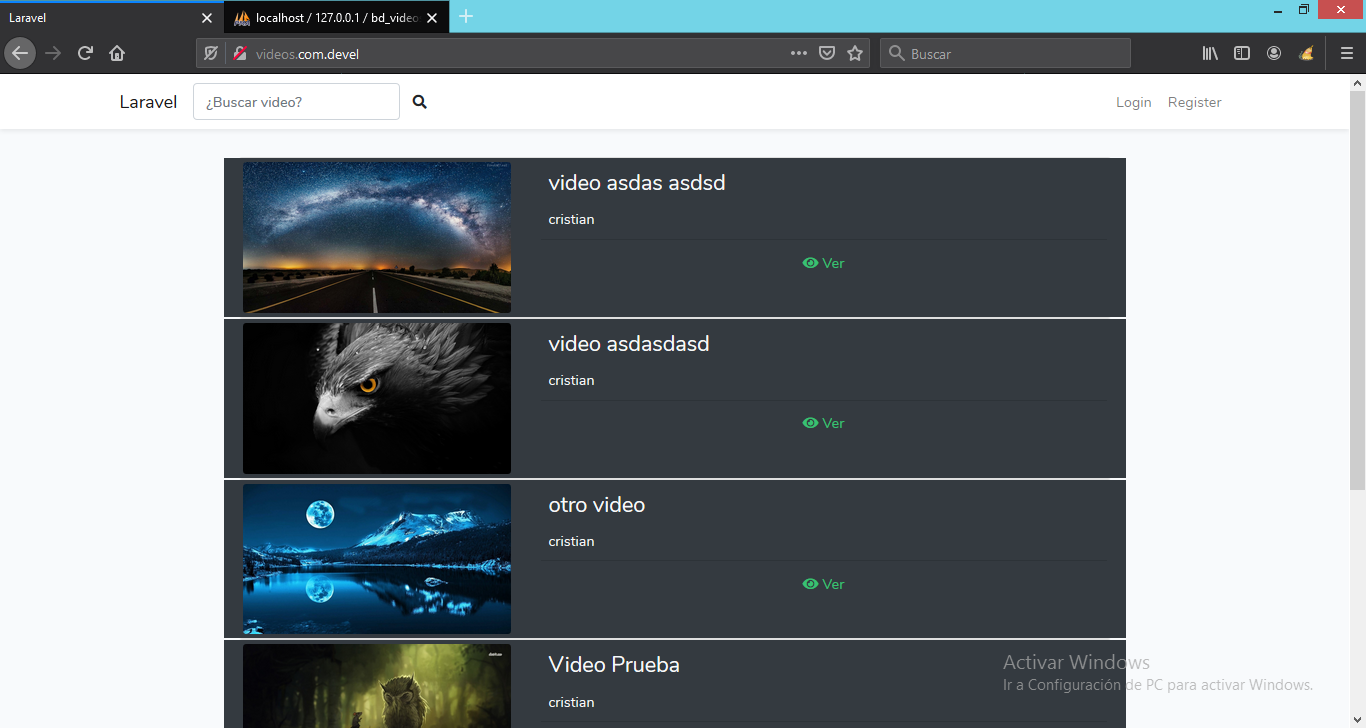 Laravel
localhost / 127.0.0.1 / bd_video
videos.com.devel
Buscar
Laravel
¿Buscar video?
Login
Register
video asdas asdsd
cristian
Ver
video asdasdasd
cristian
Ver
otro video
cristian
Ver
Video Prueba
cristian
Activar Windows
Ir a Configuración de PC para activar Windows.